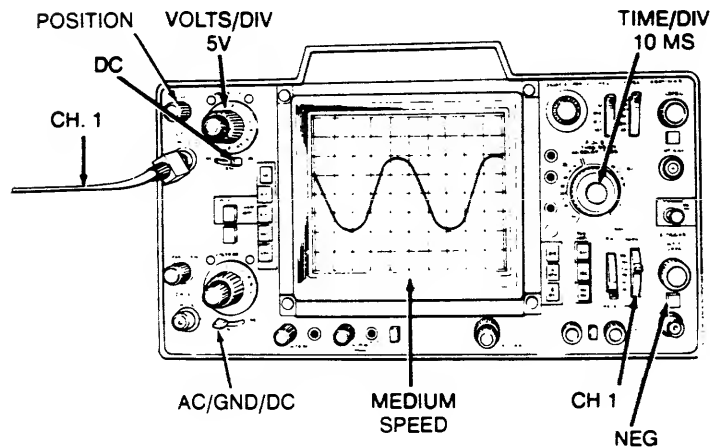 POSITION
VOLTS/DIV
5V
TIME/DIV
10 MS
DC
CH. 1
AC/GND/DC
MEDIUM
SPEED
CH 1
NEG